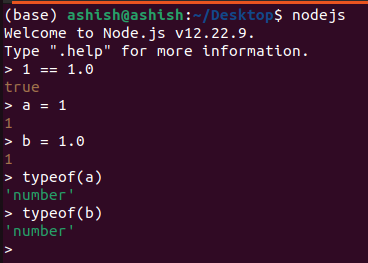 (base) ashish@ashish:~/Desktop$ nodejs
Welcome to Node.js v12.22.9.
Type ".help" for more information.
> 1 == 1.0
true
> a = 1
1
> b = 1.0
1
> typeof(a)
'number'
> typeof(b)
'number'
>